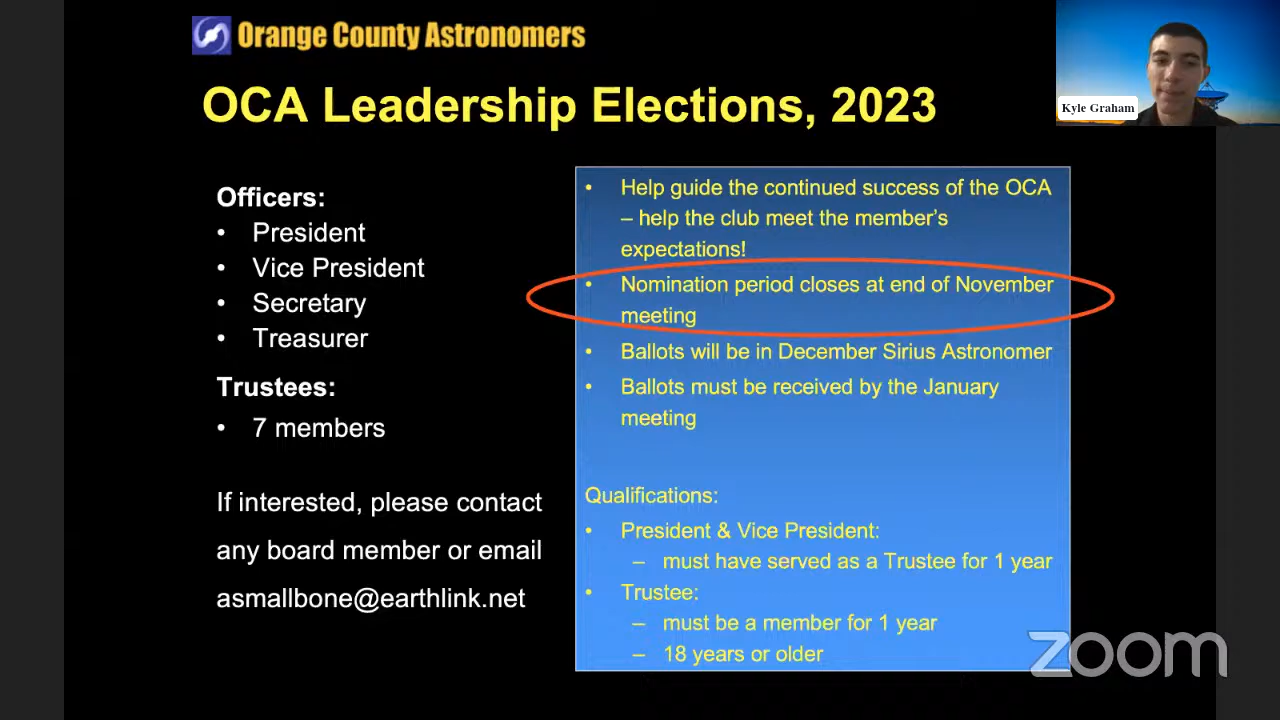 Orange County Astronomers
OCA Leadership Elections, 2023
Kyle Graham
Officers:
• President
• Vice President
• Secretary
• Treasurer
Trustees:
• 7 members
If interested, please contact
any board member or email
asmallbone@earthlink.net
• Help guide the continued success of the OCA
– help the club meet the member's
expectations!
• Nomination period closes at end of November
meeting
• Ballots will be in December Sirius Astronomer
• Ballots must be received by the January
meeting
Qualifications:
• President & Vice President:
– must have served as a Trustee for 1 year
• Trustee:
– must be a member for 1 year
– 18 years or older
zoom